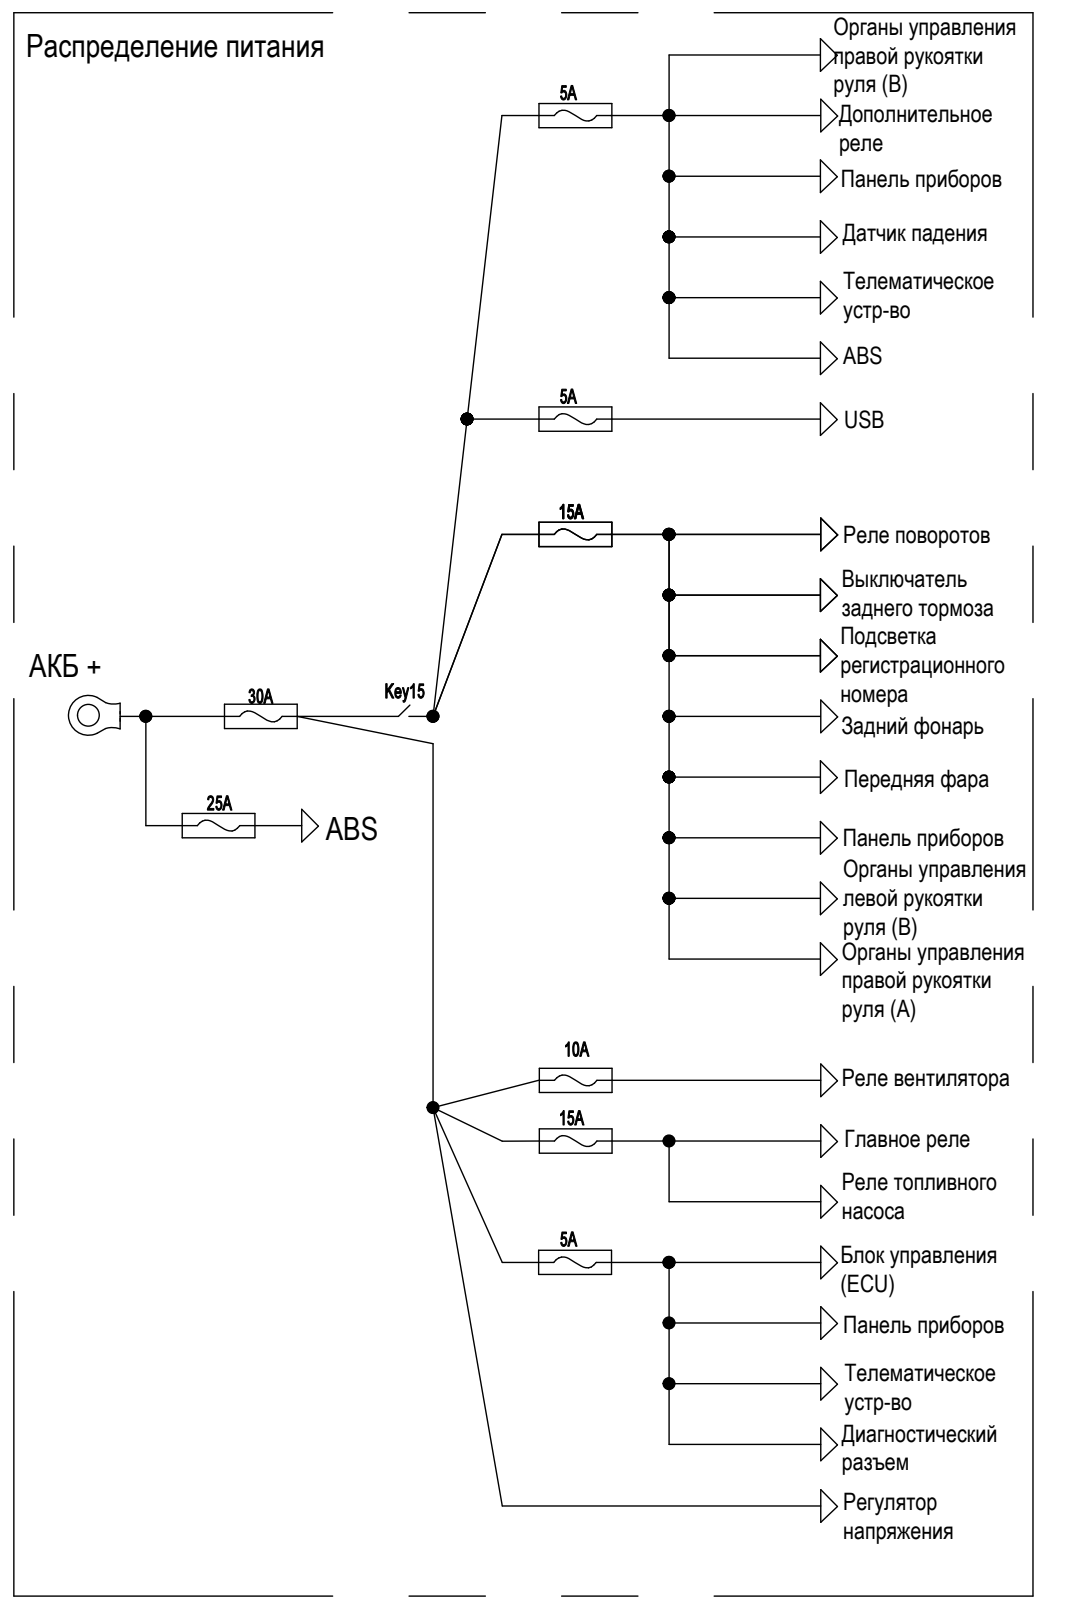 Распределение питания
Органы управления
правой рукоятки
руля (B)
5A
Дополнительное
реле
Панель приборов
Датчик падения
Телематическое
устр-во
ABS
5A
USB
15A
Реле поворотов
Выключатель
заднего тормоза
Подсветка
регистрационного
номера
АКБ +
30A
Key15
Задний фонарь
Передняя фара
25A
ABS
Панель приборов
Органы управления
левой рукоятки
руля (B)
Органы управления
правой рукоятки
руля (A)
10A
Реле вентилятора
15A
Главное реле
Реле топливного
насоса
5A
Блок управления
(ECU)
Панель приборов
Телематическое
устр-во
Диагностический
разъем
Регулятор
напряжения